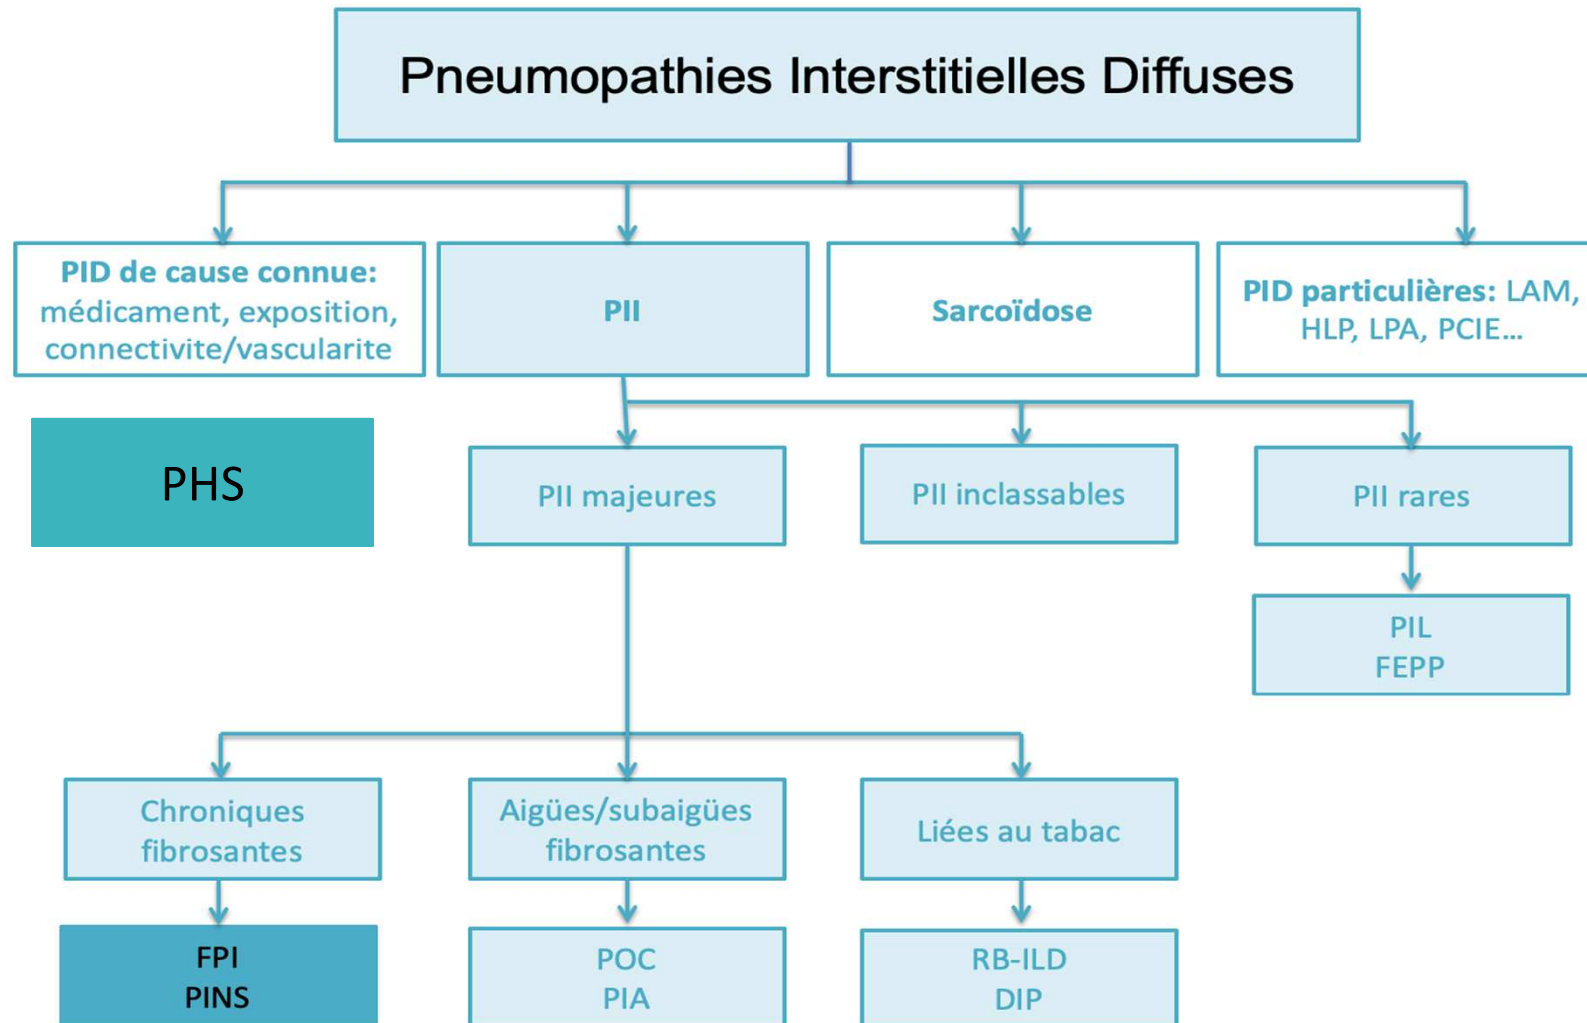 Pneumopathies Interstitielles Diffuses
PID de cause connue:
médicament, exposition,
connectivite/vascularite
PII
Sarcoïdose
PID particulières: LAM,
HLP, LPA, PCIE...
PHS
PII majeures
PII inclassables
PII rares
PIL
FEPP
Chroniques
fibrosantes
Aigües/subaigües
fibrosantes
Liées au tabac
FPI
PINS
POC
PIA
RB-ILD
DIP